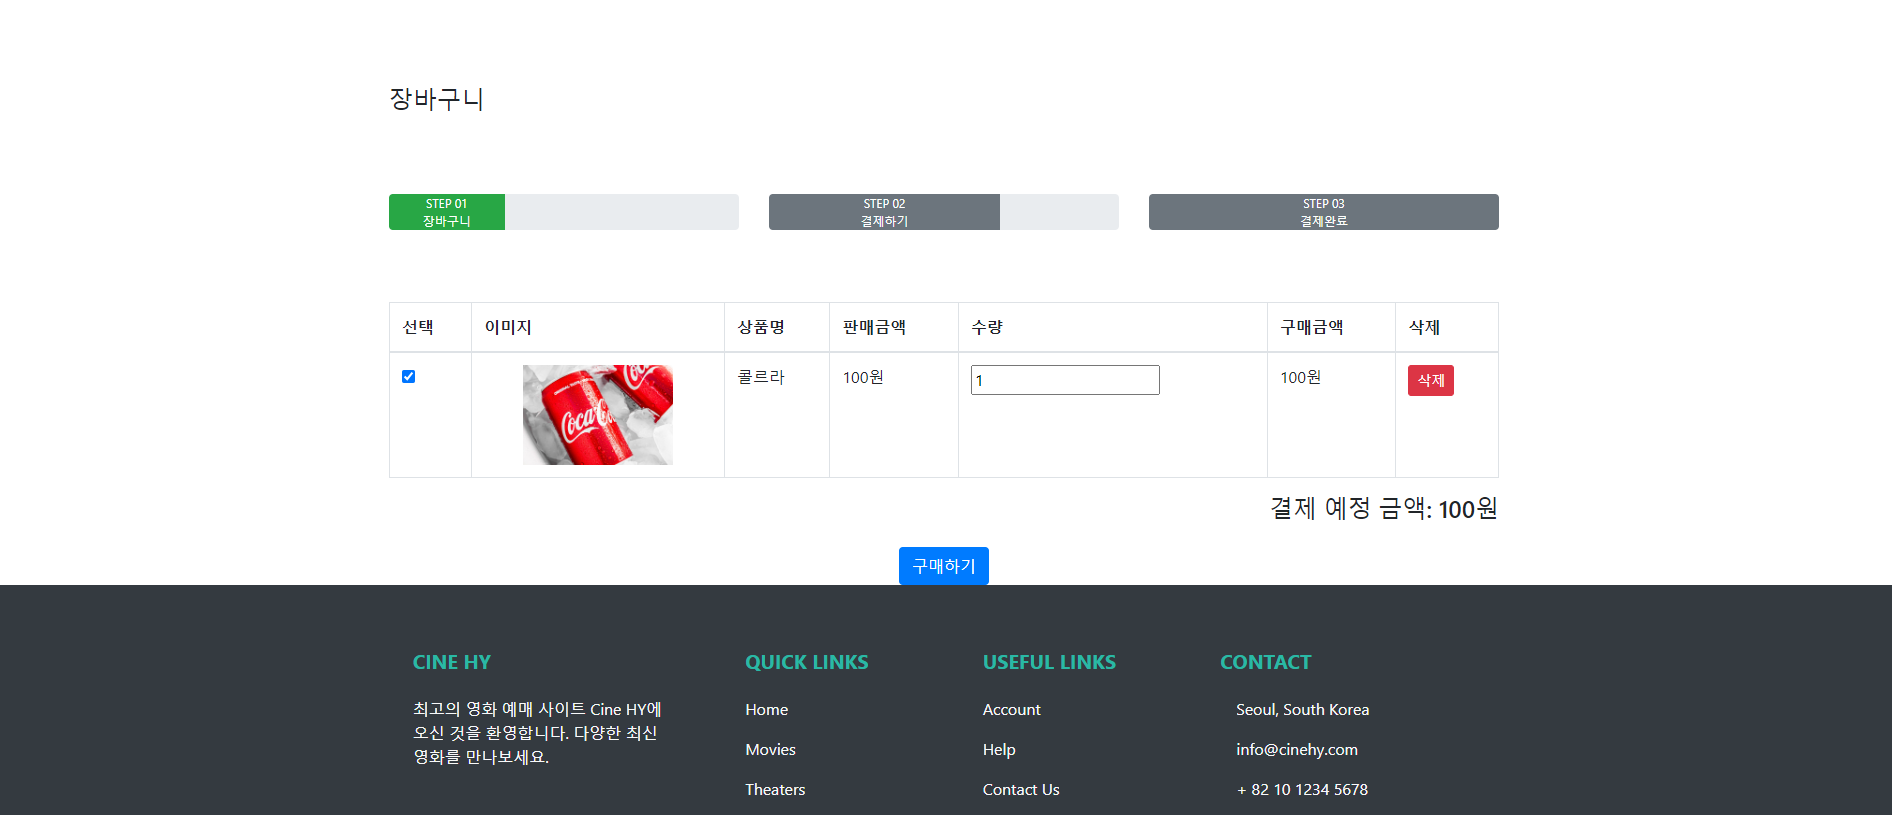 장바구니
STEP 01
장바구니
STEP 02
결제하기
STEP 03
결제완료
선택 이미지 상품명 판매금액 수량 구매금액 삭제
Coca-C
콜르라 100원 1 100원 삭제
결제 예정 금액: 100원
구매하기
CINE HY
최고의 영화 예매 사이트 Cine HY에
오신 것을 환영합니다. 다양한 최신
영화를 만나보세요.
QUICK LINKS
Home
Movies
Theaters
USEFUL LINKS
Account
Help
Contact Us
CONTACT
Seoul, South Korea
info@cinehy.com
+ 82 10 1234 5678